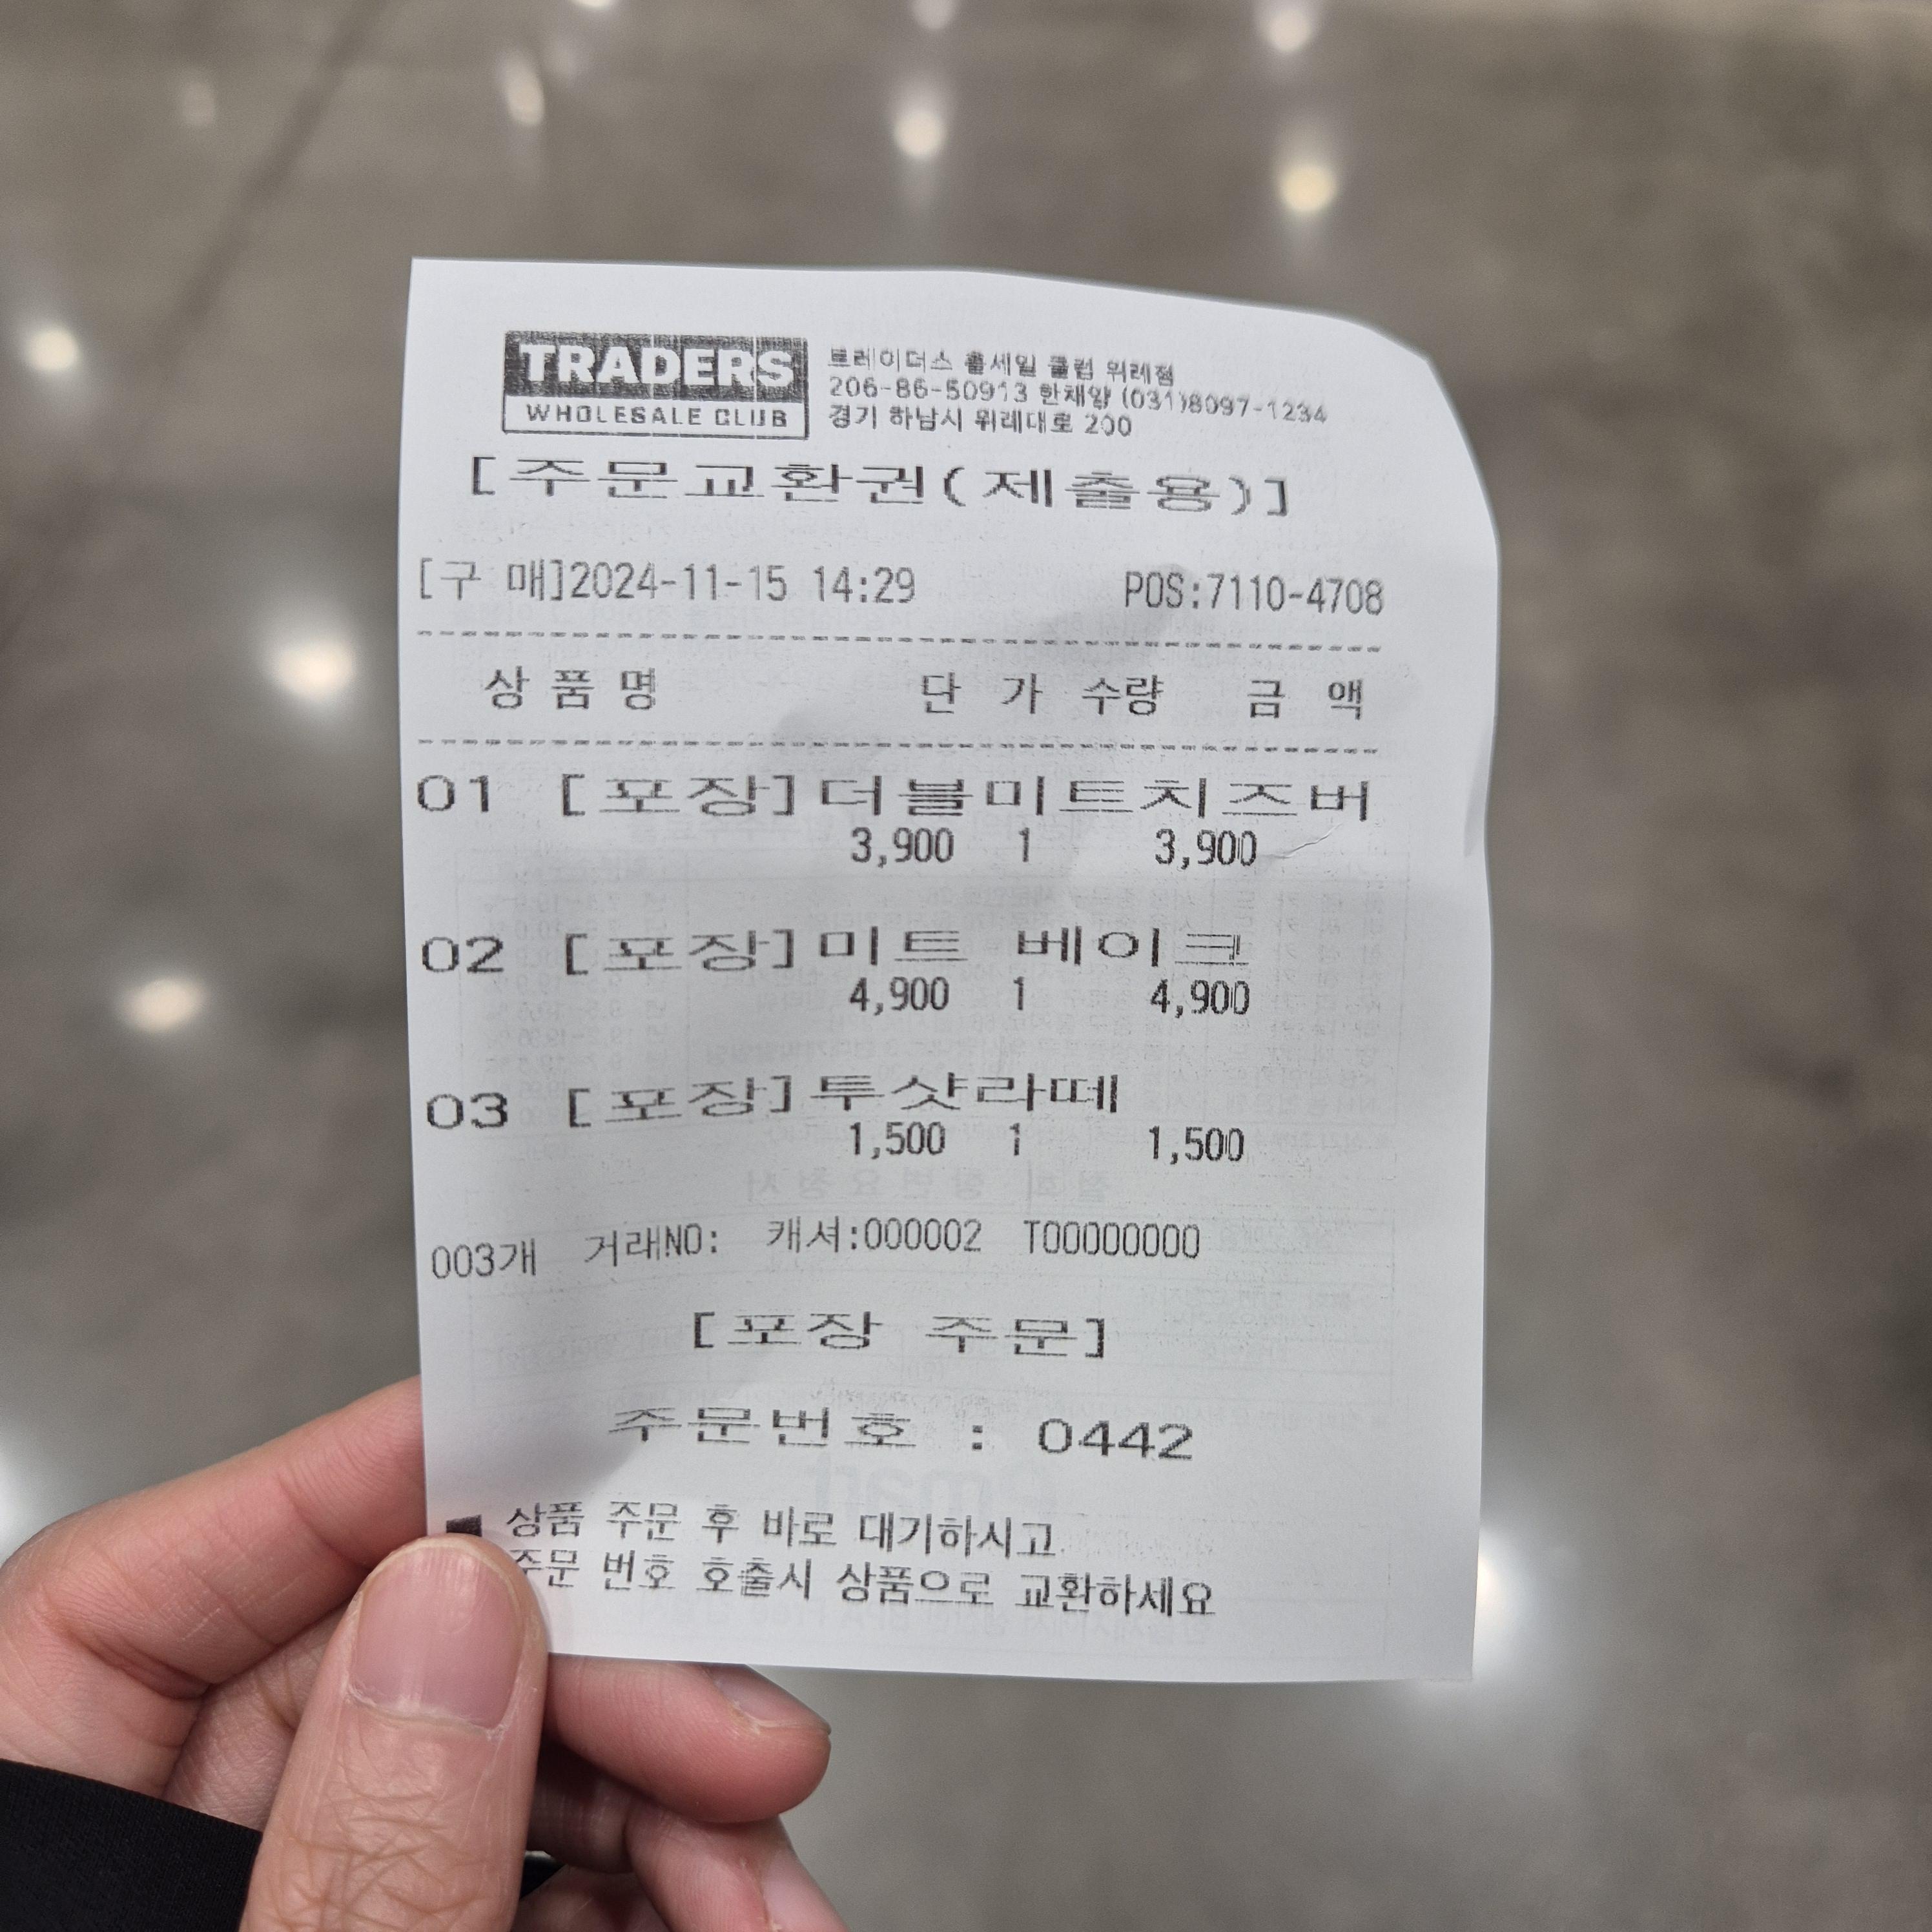 TRADERS
WHOLESALE CLUB
트레이더스 홀세일 클럽 위례점
206-86-50913 한채양 (031)8097-1234
경기 하남시 위례대로 200
[주문교환권(제출용)]
[구 매]2024-11-15 14:29 POS:7110-4708
상 품 명 단 가 수량 금 액
01 [포장]더블미트치즈버
3,900 1 3,900
02 [포장]미트 베이크
4,900 1 4,900
03 [포장]투샷라떼
1,500 1 1,500
003개 거래NO: 캐셔:000002 T00000000
[포장 주문]
주문번호 : 0442
상품 주문 후 바로 대기하시고
주문 번호 호출시 상품으로 교환하세요